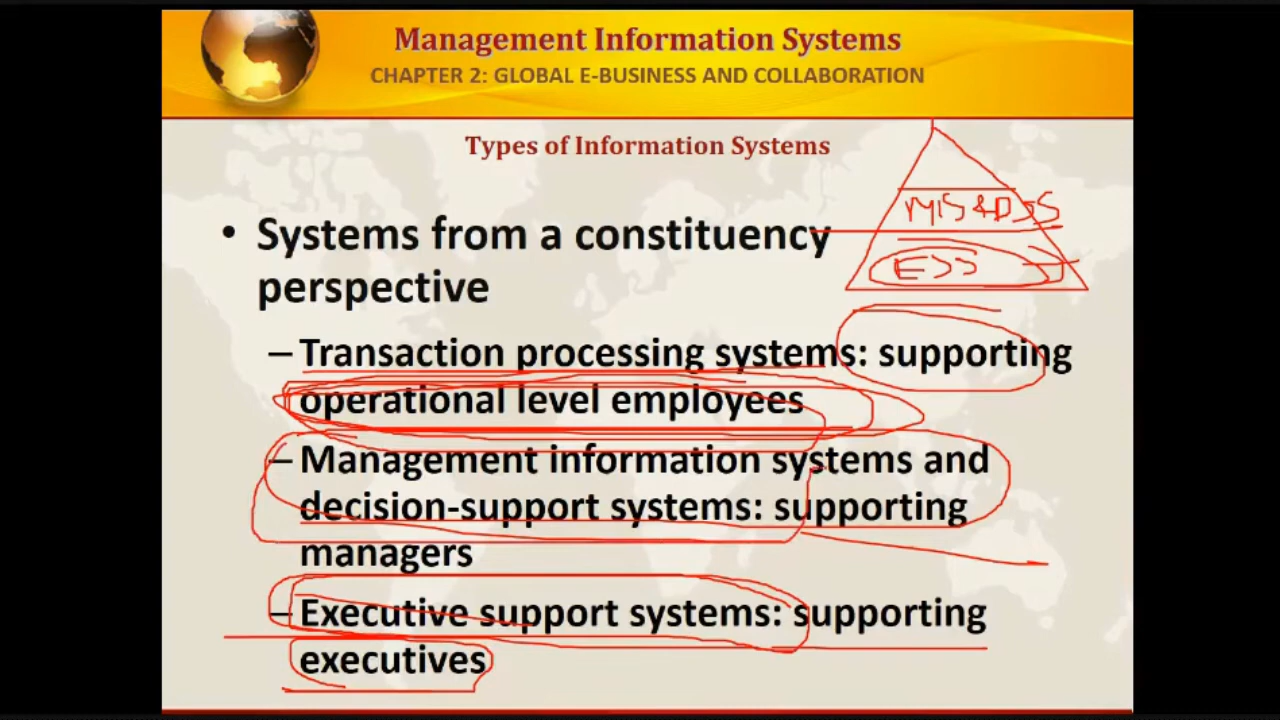 Management Information Systems
CHAPTER 2: GLOBAL E-BUSINESS AND COLLABORATION
Types of Information Systems
MIS & DSS
ESS
• Systems from a constituency
perspective
– Transaction processing systems: supporting
operational level employees
– Management information systems and
decision-support systems: supporting
managers
– Executive support systems: supporting
executives